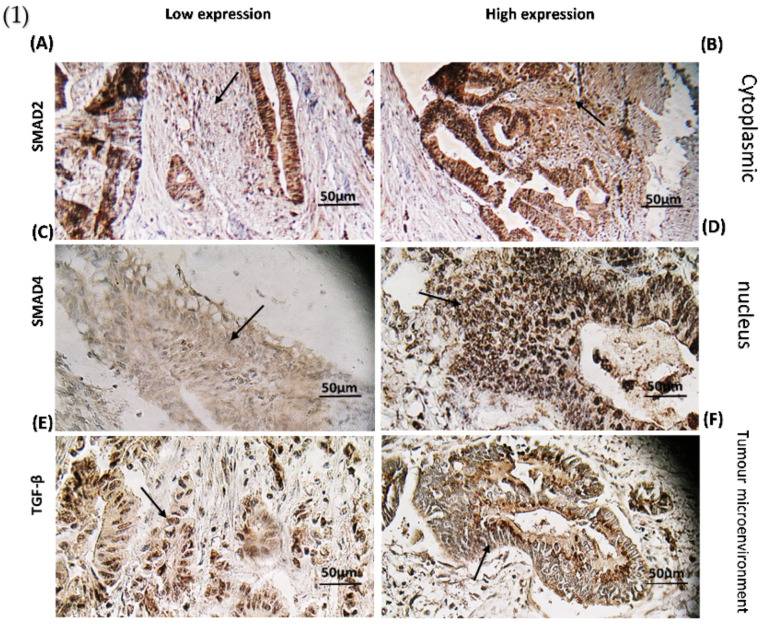 (1)
Low expression
High expression
(A)
(B)
SMAD2
50µm
50µm
Cytoplasmic
(C)
(D)
SMAD4
50µm
50µm
nucleus
(E)
(F)
TGF-β
50µm
50µm
Tumour microenvironment